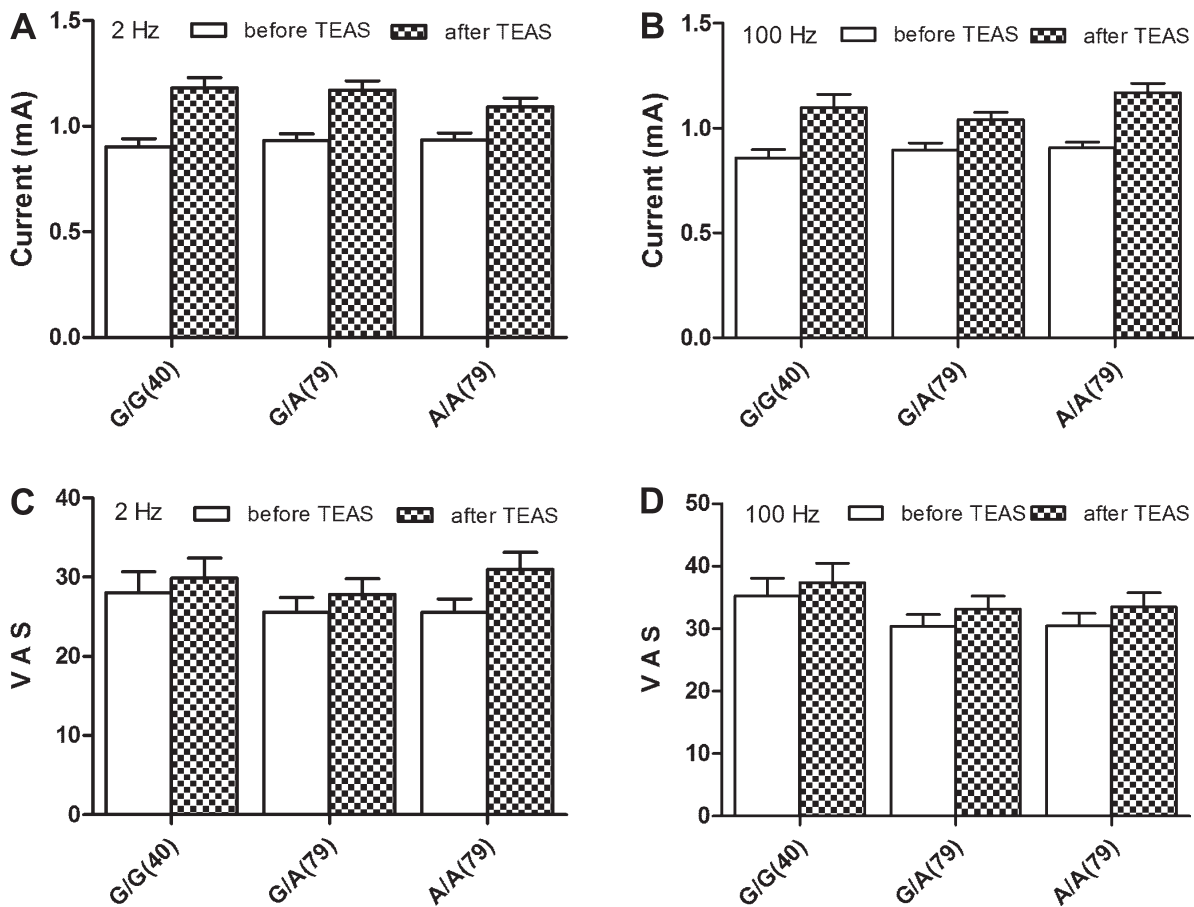 A
2 Hz before TEAS after TEAS
Current (mA)
1.5
1.0
0.5
0.0
G/G(40)
G/A(79)
A/A(79)
B
100 Hz before TEAS after TEAS
Current (mA)
1.5
1.0
0.5
0.0
G/G(40)
G/A(79)
A/A(79)
C
2 Hz before TEAS after TEAS
V A S
40
30
20
10
0
G/G(40)
G/A(79)
A/A(79)
D
100 Hz before TEAS after TEAS
V A S
50
40
30
20
10
0
G/G(40)
G/A(79)
A/A(79)